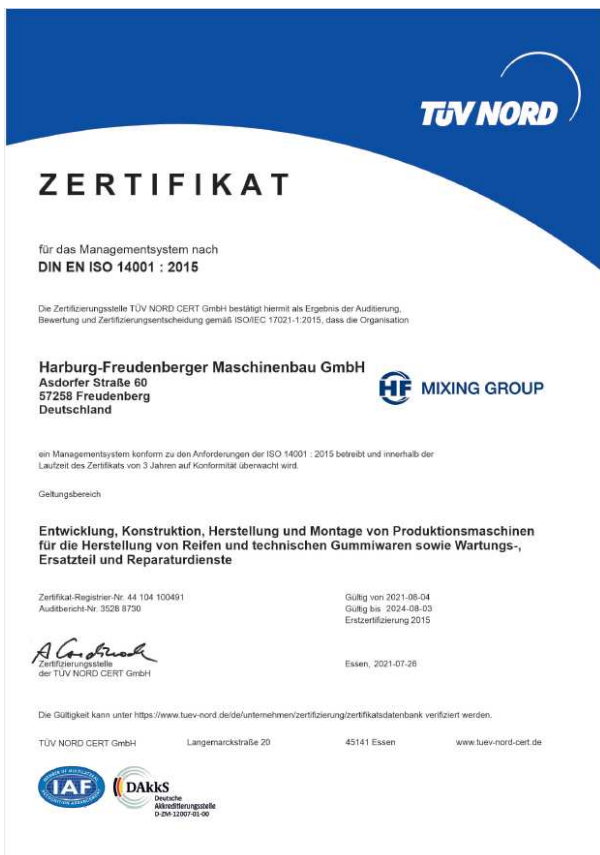 TÜV NORD
ZERTIFIKAT
für das Managementsystem nach
DIN EN ISO 14001 : 2015
Die Zertifizierungsstelle TÜV NORD CERT GmbH bestätigt hiermit als Ergebnis der Auditierung,
Bewertung und Zertifizierungsentscheidung gemäß ISO/IEC 17021-1:2015, dass die Organisation
Harburg-Freudenberger Maschinenbau GmbH
Asdorfer Straße 60
57258 Freudenberg
Deutschland
HF MIXING GROUP
ein Managementsystem konform zu den Anforderungen der ISO 14001 : 2015 betreibt und innerhalb der
Laufzeit des Zertifikats von 3 Jahren auf Konformität überwacht wird.
Geltungsbereich
Entwicklung, Konstruktion, Herstellung und Montage von Produktionsmaschinen
für die Herstellung von Reifen und technischen Gummiwaren sowie Wartungs-,
Ersatzteil und Reparaturdienste
Zertifikat-Registrier-Nr. 44 104 100491
Auditbericht-Nr. 3528 8730
Gültig von 2021-08-04
Gültig bis 2024-08-03
Erstzertifizierung 2015
Zertifizierungsstelle
der TÜV NORD CERT GmbH
Essen, 2021-07-26
Die Gültigkeit kann unter https://www.tuev-nord.de/de/unternehmen/zertifizierung/zertifikatsdatenbank verifiziert werden.
TÜV NORD CERT GmbH Langemarckstraße 20 45141 Essen www.tuev-nord-cert.de
IAF
DAkkS
Deutsche
Akkreditierungsstelle
D-ZM-12007-01-00